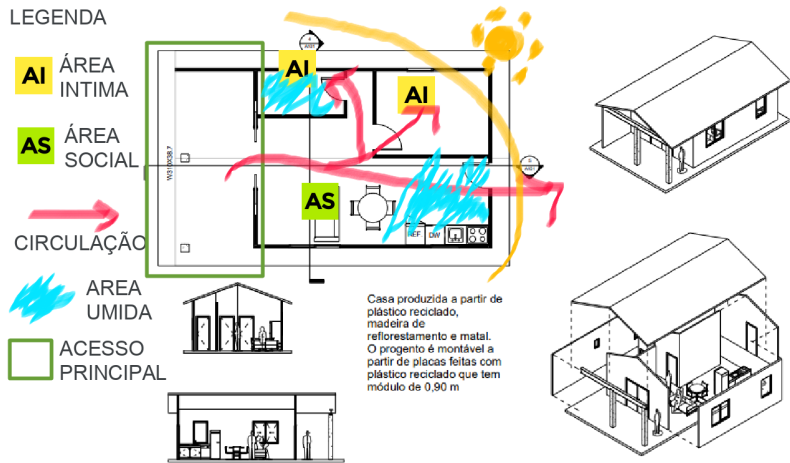 LEGENDA
AI ÁREA
INTIMA
AS ÁREA
SOCIAL
CIRCULAÇÃO
AREA
UMIDA
ACESSO
PRINCIPAL
AI
AI
AS
W310X38.7
REF. DW
Casa produzida a partir de
plástico reciclado,
madeira de
reflorestamento e matal.
O progento é montável a
partir de placas feitas com
plástico reciclado que tem
módulo de 0,90 m